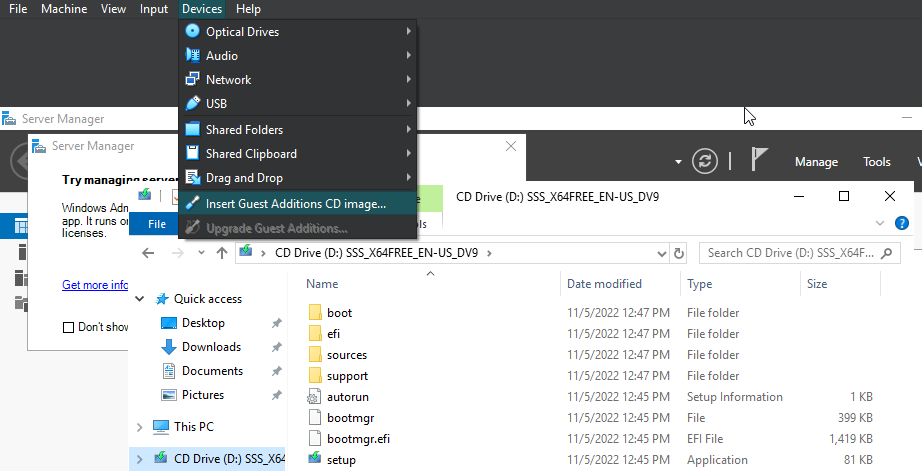 File Machine View Input Devices Help
Optical Drives
Audio
Network
USB
Shared Folders
Shared Clipboard
Drag and Drop
Insert Guest Additions CD image...
Upgrade Guest Additions...
Server Manager
Server Manager
Manage Tools
Try managing server
Windows Adm
app. It runs on
licenses.
Get more info
Don't show
CD Drive (D:) SSS_X64FREE_EN-US_DV9
File
CD Drive (D:) SSS_X64FREE_EN-US_DV9
Search CD Drive (D:) SSS_X64F...
Name Date modified Type Size
Quick access
Desktop
Downloads
Documents
Pictures
This PC
CD Drive (D:) SSS_X64
boot 11/5/2022 12:47 PM File folder
efi 11/5/2022 12:47 PM File folder
sources 11/5/2022 12:47 PM File folder
support 11/5/2022 12:47 PM File folder
autorun 11/5/2022 12:45 PM Setup Information 1 KB
bootmgr 11/5/2022 12:45 PM File 399 KB
bootmgr.efi 11/5/2022 12:45 PM EFI File 1,419 KB
setup 11/5/2022 12:45 PM Application 81 KB